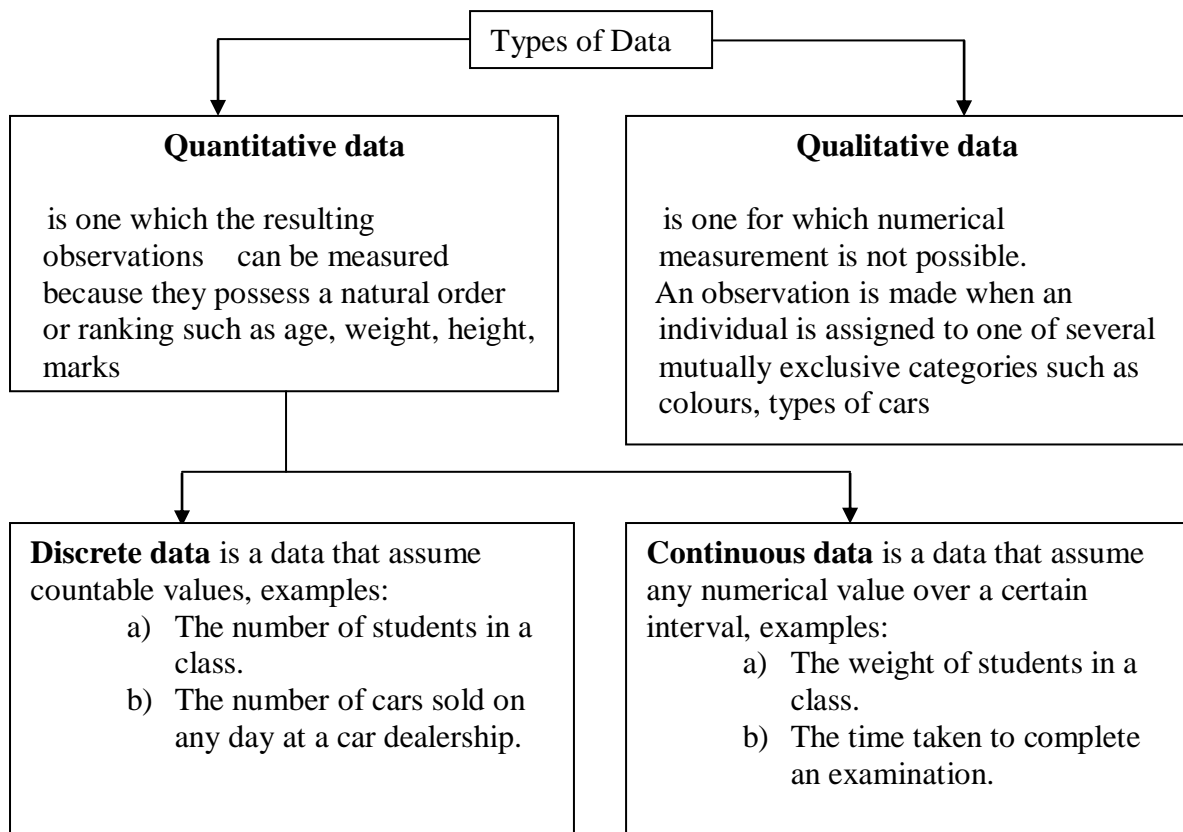 Types of Data
Quantitative data
is one which the resulting
observations can be measured
because they possess a natural order
or ranking such as age, weight, height,
marks
Qualitative data
is one for which numerical
measurement is not possible.
An observation is made when an
individual is assigned to one of several
mutually exclusive categories such as
colours, types of cars
Discrete data is a data that assume
countable values, examples:
a) The number of students in a
class.
b) The number of cars sold on
any day at a car dealership.
Continuous data is a data that assume
any numerical value over a certain
interval, examples:
a) The weight of students in a
class.
b) The time taken to complete
an examination.